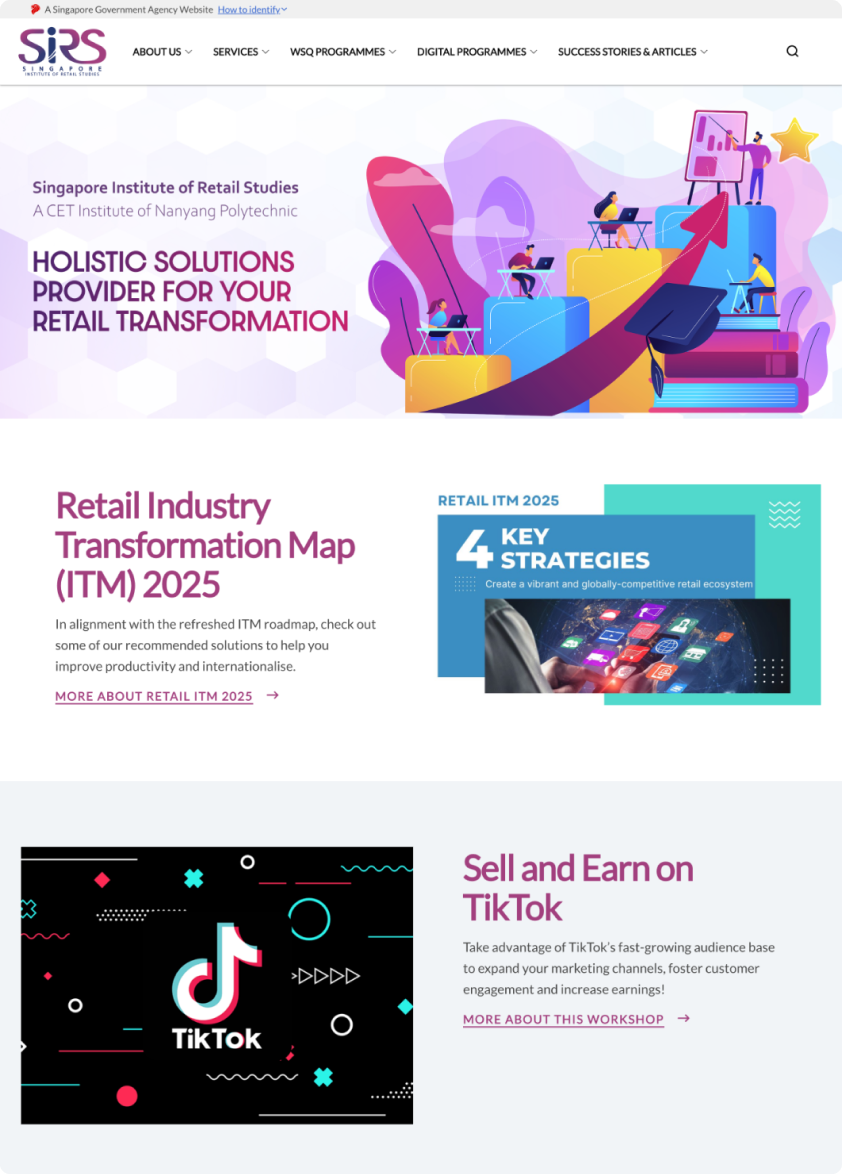 A Singapore Government Agency Website How to identify
SiRS
SINGAPORE
INSTITUTE OF RETAIL STUDIES
ABOUT US
SERVICES
WSQ PROGRAMMES
DIGITAL PROGRAMMES
SUCCESS STORIES & ARTICLES
Singapore Institute of Retail Studies
A CET Institute of Nanyang Polytechnic
HOLISTIC SOLUTIONS
PROVIDER FOR YOUR
RETAIL TRANSFORMATION
Retail Industry
Transformation Map
(ITM) 2025
In alignment with the refreshed ITM roadmap, check out
some of our recommended solutions to help you
improve productivity and internationalise.
MORE ABOUT RETAIL ITM 2025
RETAIL ITM 2025
4 KEY
STRATEGIES
Create a vibrant and globally-competitive retail ecosystem
TikTok
Sell and Earn on
TikTok
Take advantage of TikTok's fast-growing audience base
to expand your marketing channels, foster customer
engagement and increase earnings!
MORE ABOUT THIS WORKSHOP